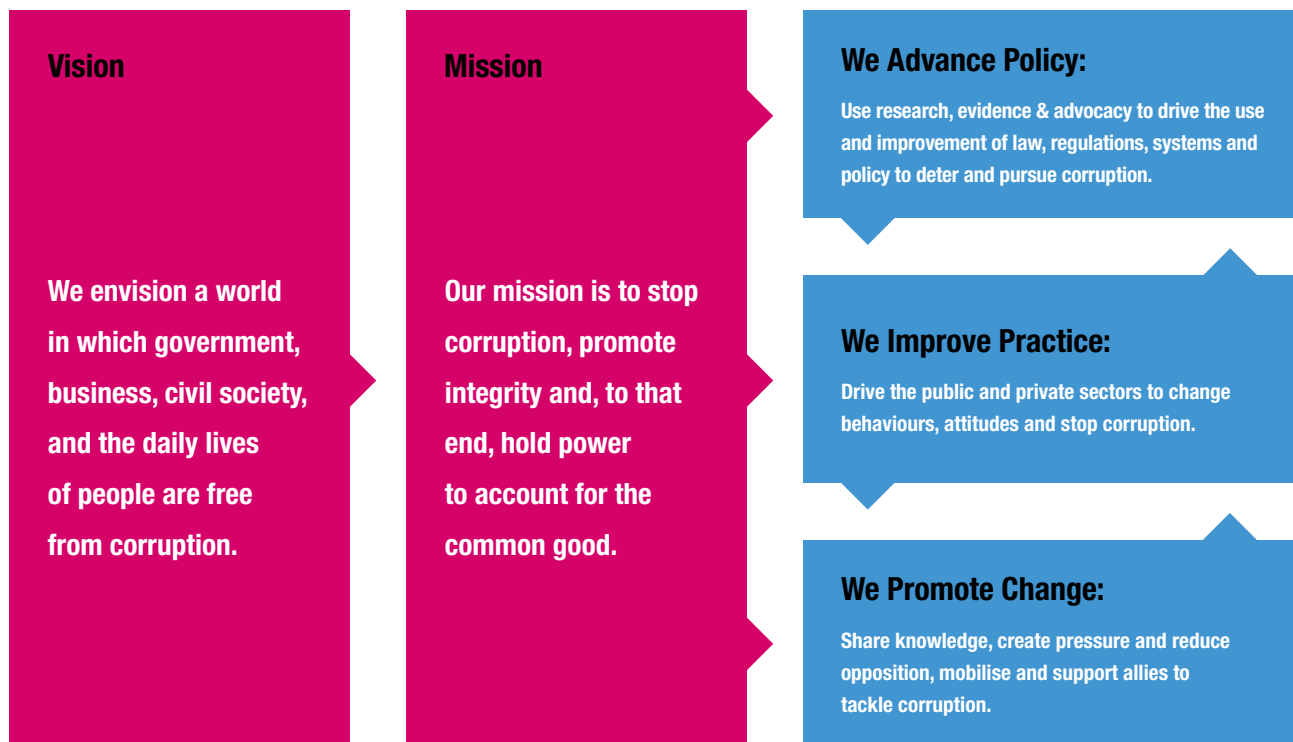 Vision
We envision a world
in which government,
business, civil society,
and the daily lives
of people are free
from corruption.
Mission
Our mission is to stop
corruption, promote
integrity and, to that
end, hold power
to account for the
common good.
We Advance Policy:
Use research, evidence & advocacy to drive the use
and improvement of law, regulations, systems and
policy to deter and pursue corruption.
We Improve Practice:
Drive the public and private sectors to change
behaviours, attitudes and stop corruption.
We Promote Change:
Share knowledge, create pressure and reduce
opposition, mobilise and support allies to
tackle corruption.